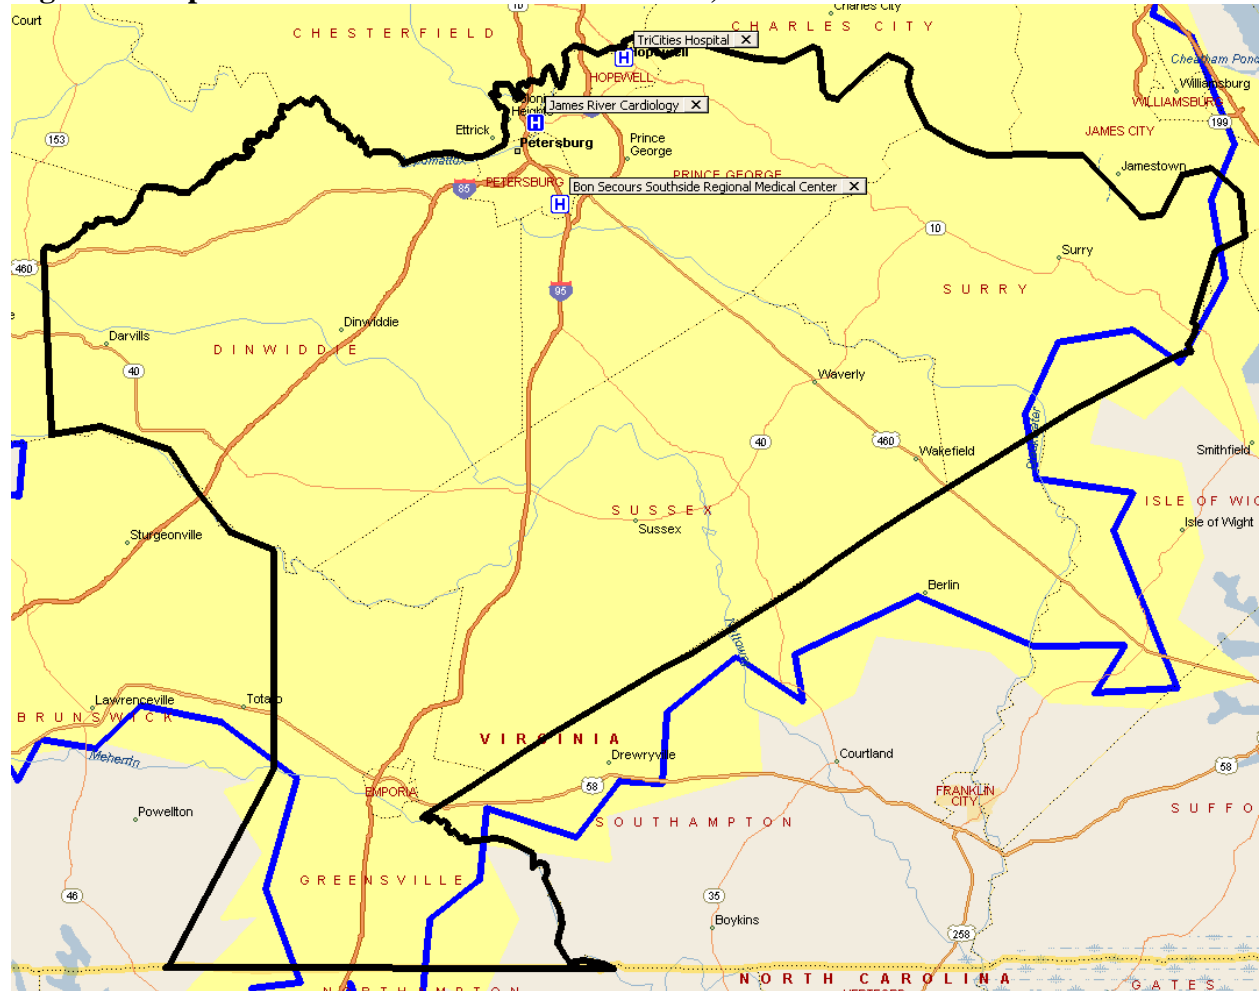 Court
10
Charles City
CHESTERFIELD
CHARLES CITY
TriCities Hospital
H
Hopewell
HOPEWELL
Cheatham Pond
Williamsburg
WILLIAMSBURG
James River Cardiology
H
Ettrick
199
JAMES CITY
153
Petersburg
Prince
George
Jamestown
PRINCE GEORGE
PETERSBURG
85
Bon Secours Southside Regional Medical Center
H
10
Surry
460
SURRY
95
Dinwiddie
Darvills
DINWIDDIE
40
Waverly
40
460
Wakefield
Smithfield
SUSSEX
Sussex
ISLE OF WIG
Isle of Wight
Sturgeonville
Berlin
Lawrenceville
Totaro
BRUNSWICK
VIRGINIA
Meherrin
Drewryville
Courtland
58
58
EMPORIA
FRANKLIN
CITY
Powellton
SOUTHAMPTON
SUFFO
GREENSVILLE
46
35
Boykins
258
NORTH CAROLINA
GATES